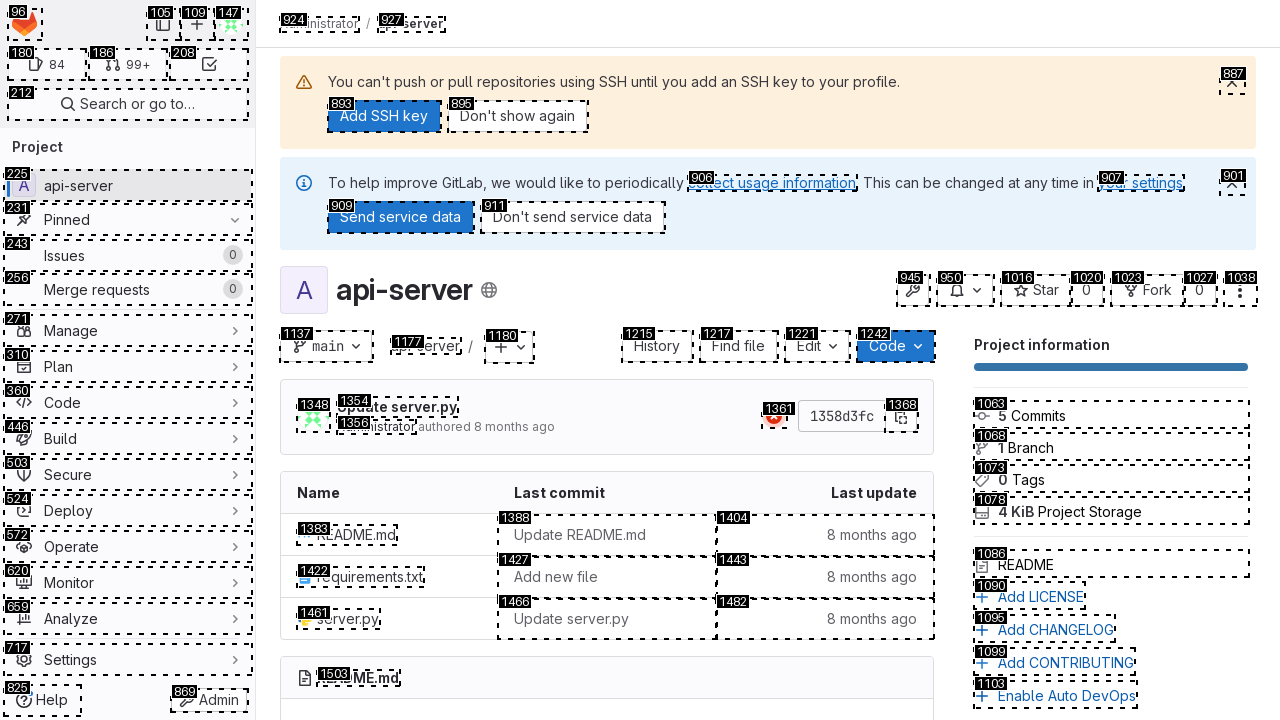 96
105
109
147
180
84
186
99+
208
212
Search or go to…
Project
225
A
api-server
231
Pinned
243
Issues
0
256
Merge requests
0
271
Manage
310
Plan
360
Code
446
Build
503
Secure
524
Deploy
572
Operate
620
Monitor
659
Analyze
717
Settings
825
Help
869
Admin
924
administrator
/
927
api-server
You can't push or pull repositories using SSH until you add an SSH key to your profile.
887
893
Add SSH key
895
Don't show again
To help improve GitLab, we would like to periodically
906
collect usage information
. This can be changed at any time in
907
your settings
.
901
909
Send service data
911
Don't send service data
A
api-server
945
950
1016
Star
1020
0
1023
Fork
1027
0
1038
1137
main
1177
api-server
/
1180
1215
History
1217
Find file
1221
Edit
1242
Code
1348
1354
Update server.py
1356
Administrator
authored 8 months ago
1361
1358d3fc
1368
Name
Last commit
Last update
1383
README.md
1388
Update README.md
1404
8 months ago
1422
requirements.txt
1427
Add new file
1443
8 months ago
1461
server.py
1466
Update server.py
1482
8 months ago
1503
README.md
Project information
1063
5 Commits
1068
1 Branch
1073
0 Tags
1078
4 KiB Project Storage
1086
README
1090
Add LICENSE
1095
Add CHANGELOG
1099
Add CONTRIBUTING
1103
Enable Auto DevOps